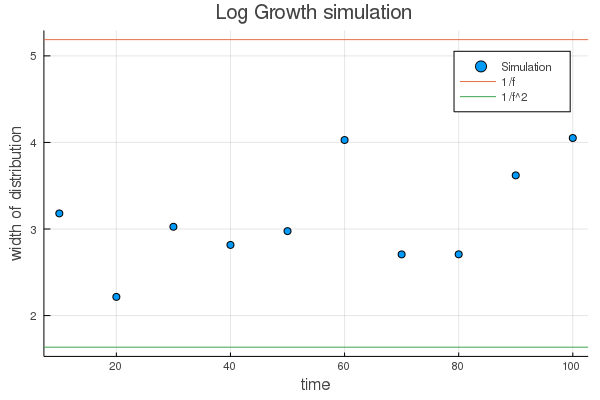 Log Growth simulation
5
4
3
2
width of distribution
Simulation
1/f
1/f^2
20
40
60
80
100
time